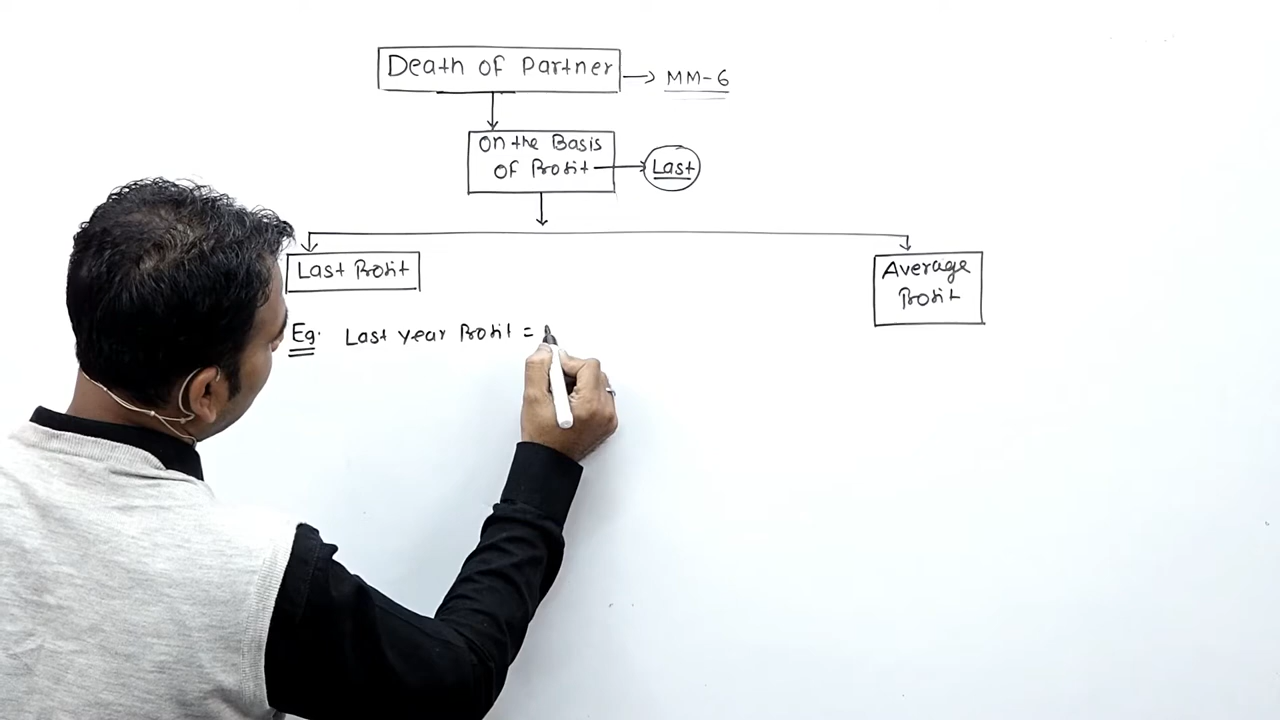 Death of Partner → MM-6
On the Basis
of Profit → Last
Last Profit
Average
Profit
Eg. Last year Profit =